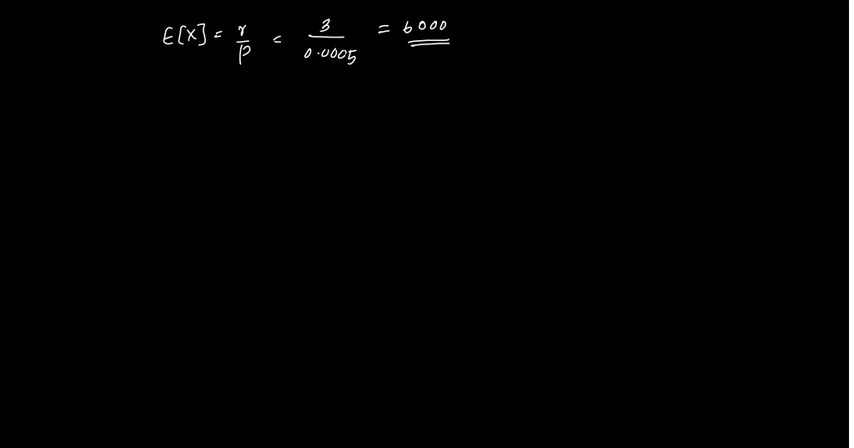 E[X] = r/p = 3/0.0005 = 6000